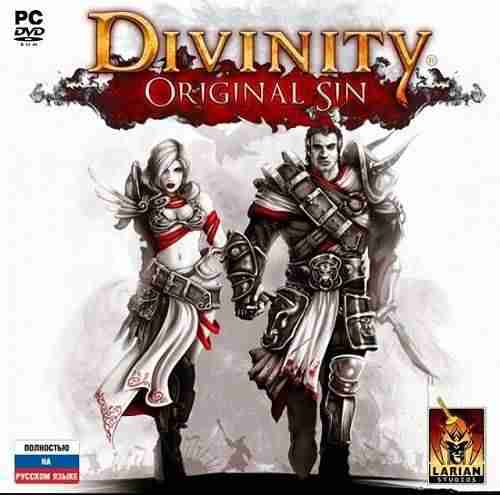 PC
DVD
ROM
DIVINITY®
ORIGINAL SIN
ПОЛНОСТЬЮ
НА
РУССКОМ ЯЗЫКЕ
LARIAN
STUDIOS